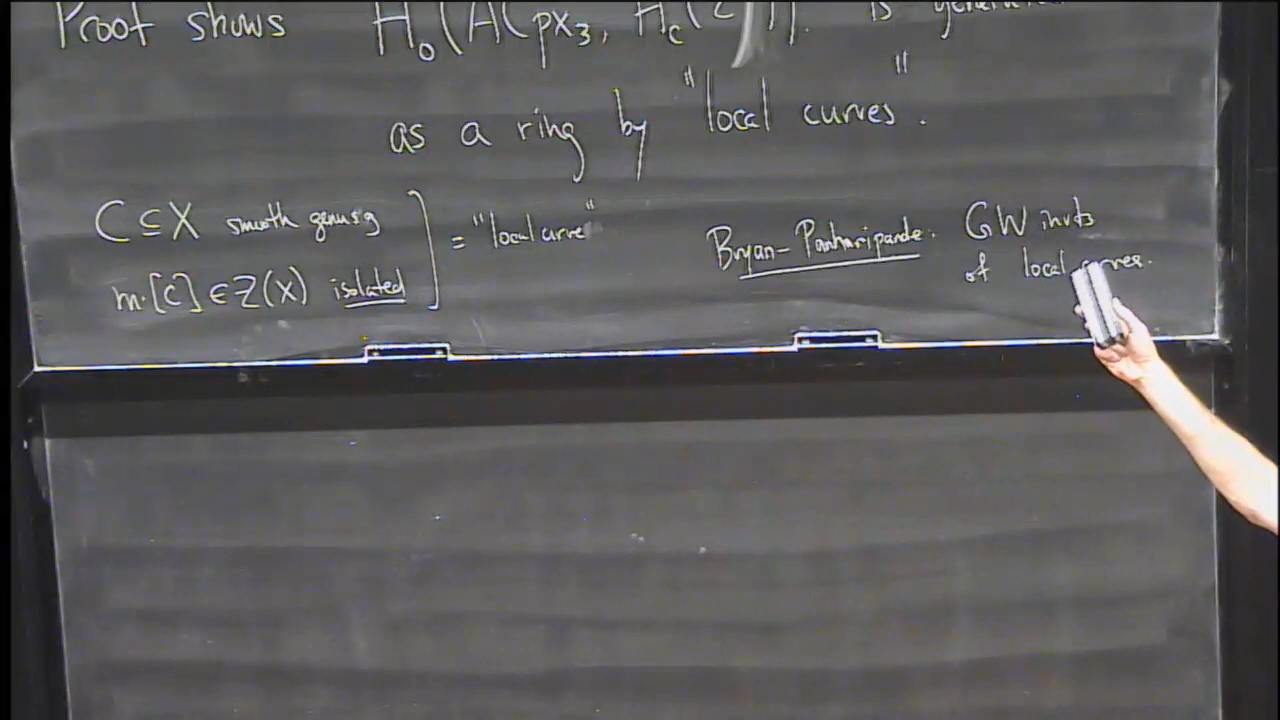 Proof shows H₀(A(px₃, H_c(Z))). is
as a ring by "local curves".
C ⊆ X smooth genus g
m·[C] ∈ Z(X) isolated
= "local curve"
Bryan-Pandharipande. GW invts
of local curves.